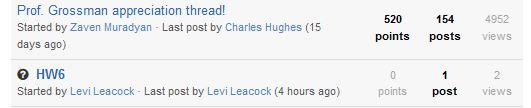 Prof. Grossman appreciation thread!
Started by Zaven Muradyan · Last post by Charles Hughes (15 days ago)
520 points
154 posts
4952 views
? HW6
Started by Levi Leacock · Last post by Levi Leacock (4 hours ago)
0 points
1 post
2 views